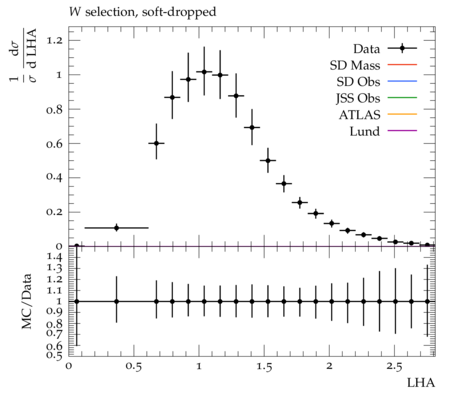 W selection, soft-dropped
1/σ dσ/d LHA
1.2
1
0.8
0.6
0.4
0.2
0
Data
SD Mass
SD Obs
JSS Obs
ATLAS
Lund
MC/Data
1.4
1.3
1.2
1.1
1
0.9
0.8
0.7
0.6
0.5
0 0.5 1 1.5 2 2.5
LHA